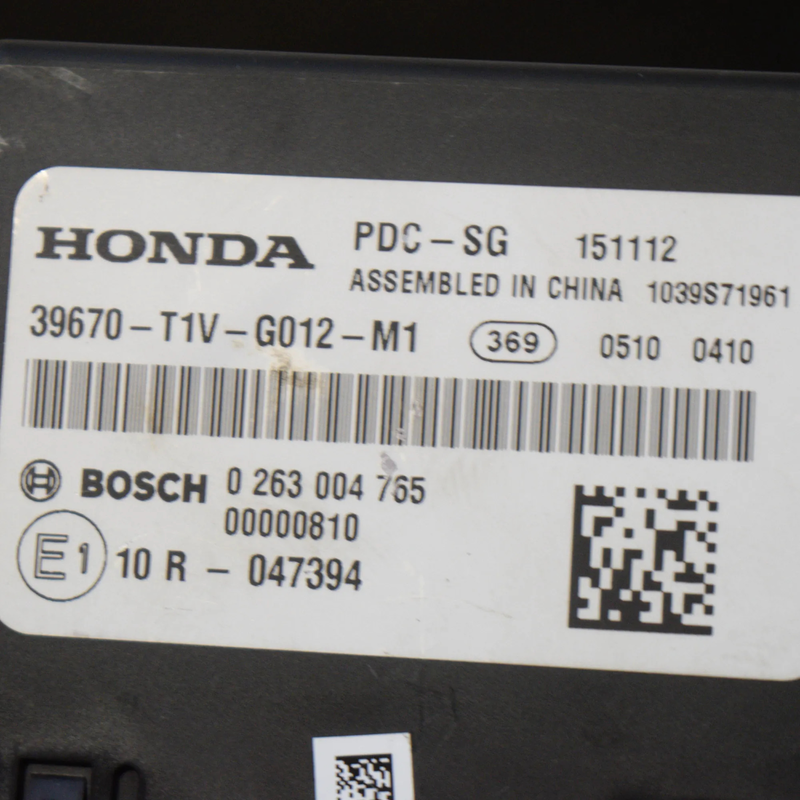 HONDA PDC-SG 151112
ASSEMBLED IN CHINA 1039S71961
39670-T1V-G012-M1 369 0510 0410
BOSCH 0 263 004 765
00000810
E1 10 R - 047394